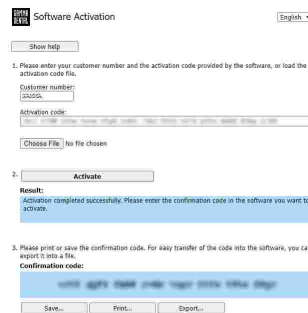 GAMMA
DENTAL
Software Activation
English
Show help
1. Please enter your customer number and the activation code provided by the software, or load the
activation code file.
Customer number:
Activation code:
Choose File No file chosen
2.
Activate
Result:
Activation completed successfully. Please enter the confirmation code in the software you want to
activate.
3. Please print or save the confirmation code. For easy transfer of the code into the software, you ca
export it into a file.
Confirmation code:
Save...
Print...
Export...